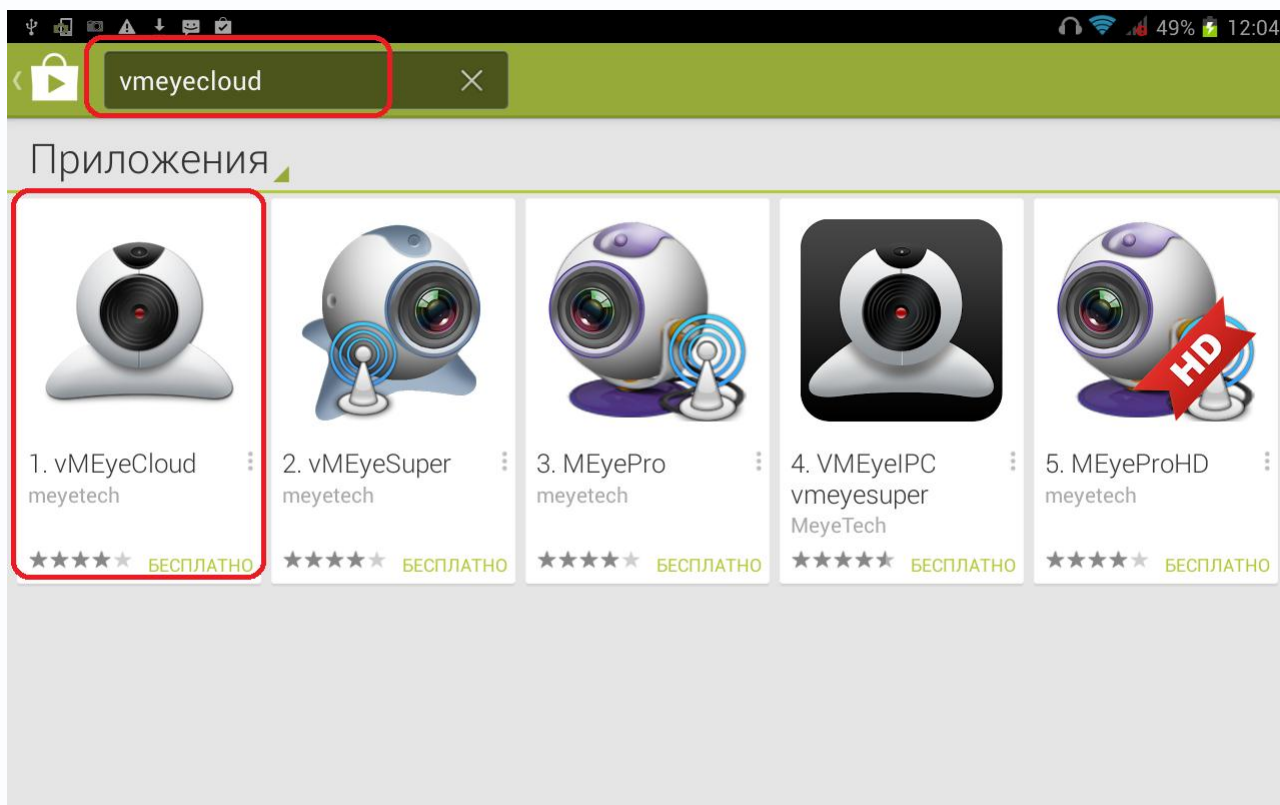 49% 12:04
vmeyecloud
Приложения
1. vMEyeCloud
meyetech
БЕСПЛАТНО
2. vMEyeSuper
meyetech
БЕСПЛАТНО
3. MEyePro
meyetech
БЕСПЛАТНО
4. VMEyeIPC
vmeyesuper
MeyeTech
БЕСПЛАТНО
HD
5. MEyeProHD
meyetech
БЕСПЛАТНО